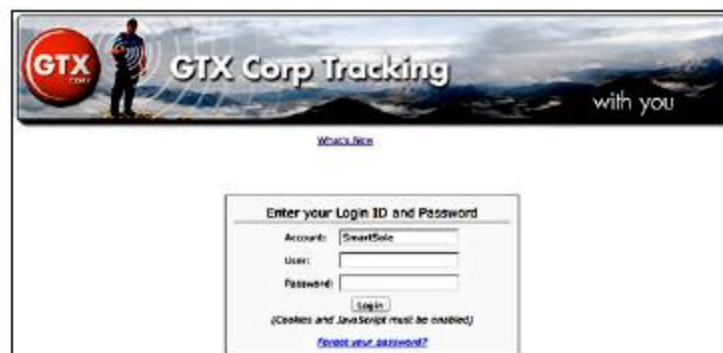 GTX
CORP
GTX Corp Tracking
with you
What's New
Enter your Login ID and Password
Account: SmartSole
User:
Password:
Login
(Cookies and JavaScript must be enabled)
Forgot your password?